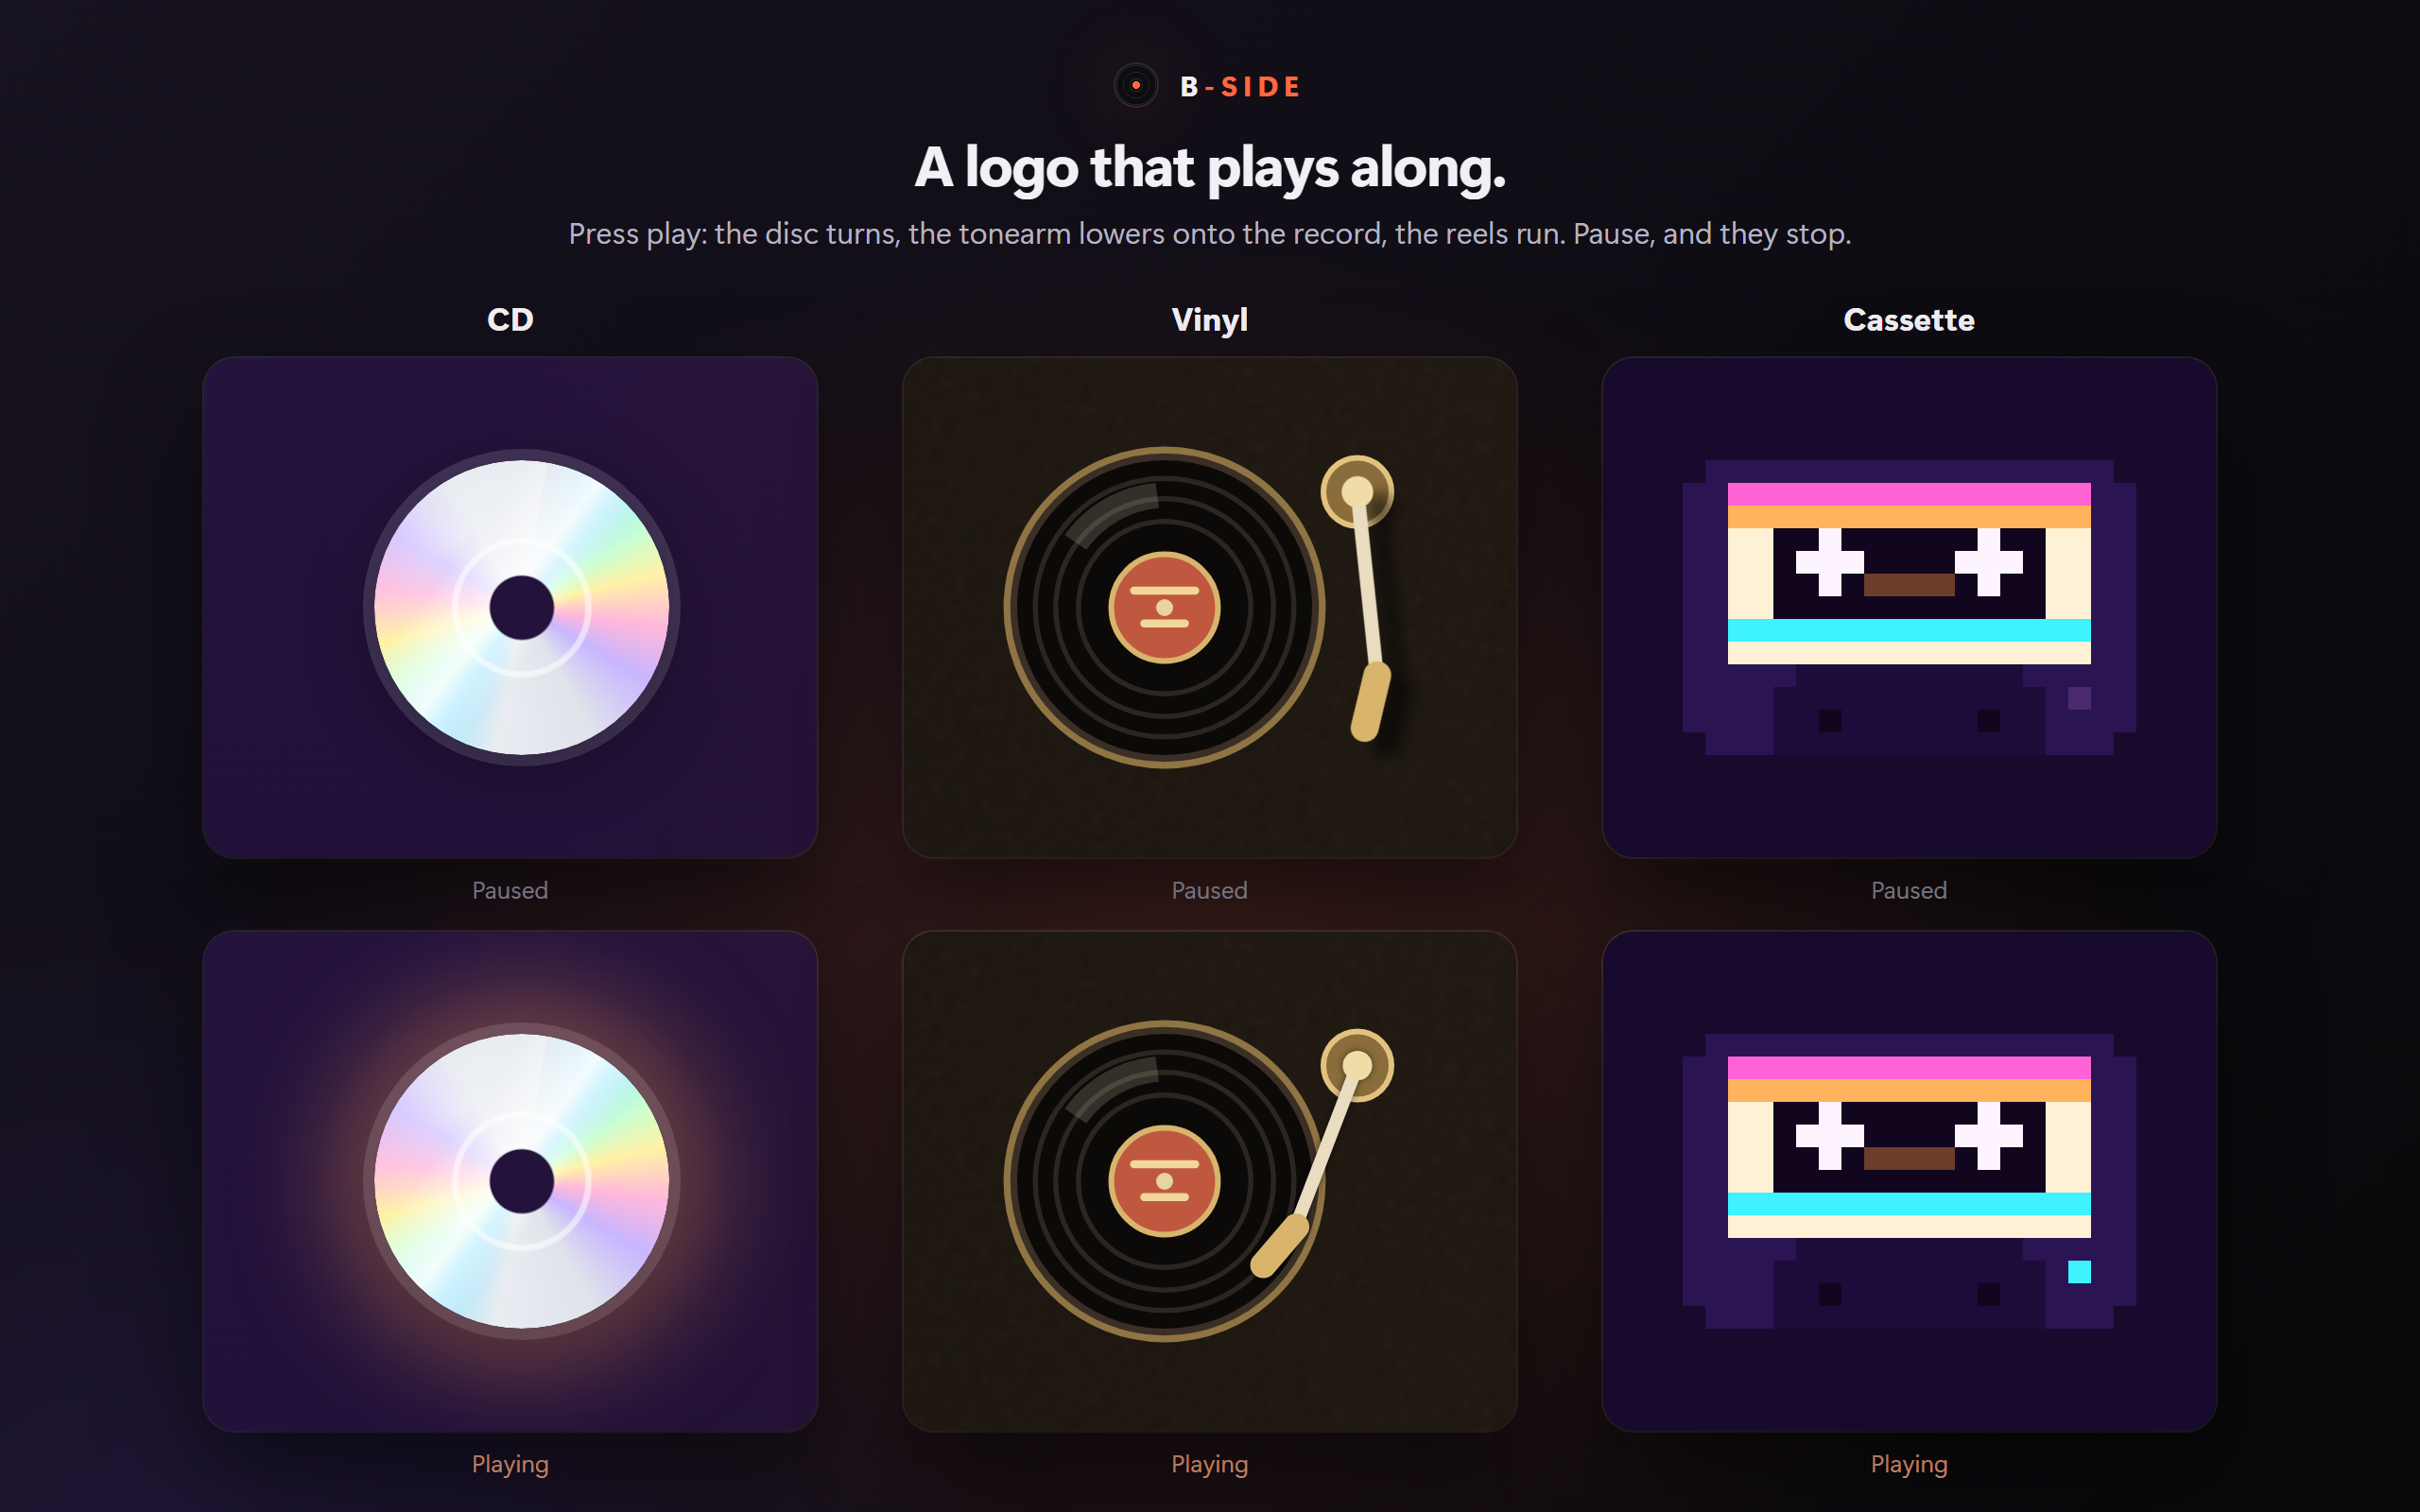 B-SIDE
A logo that plays along.
Press play: the disc turns, the tonearm lowers onto the record, the reels run. Pause, and they stop.
CD
Vinyl
Cassette
Paused
Paused
Paused
Playing
Playing
Playing